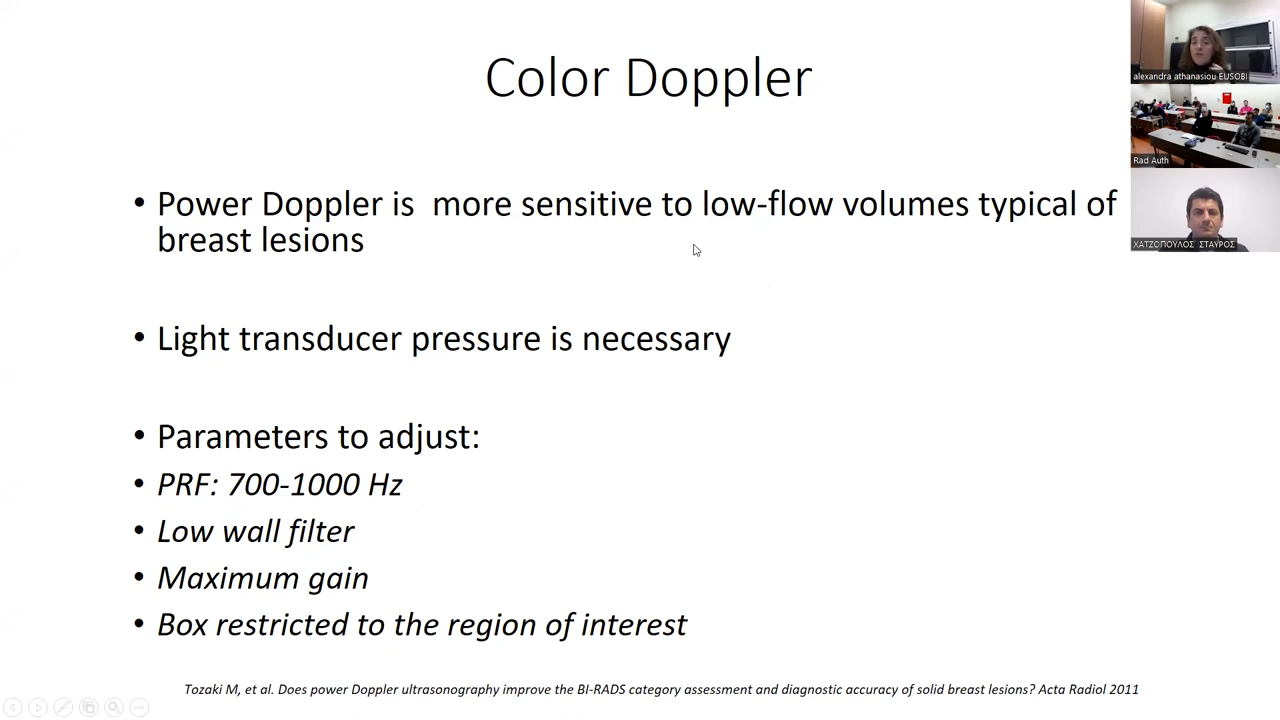 Color Doppler
• Power Doppler is  more sensitive to low-flow volumes typical of
breast lesions
• Light transducer pressure is necessary
• Parameters to adjust:
• PRF: 700-1000 Hz
• Low wall filter
• Maximum gain
• Box restricted to the region of interest
Tozaki M, et al. Does power Doppler ultrasonography improve the BI-RADS category assessment and diagnostic accuracy of solid breast lesions? Acta Radiol 2011
alexandra athanasiou EUSOBI
Rad Auth
ΧΑΤΖΟΠΟΥΛΟΣ ΣΤΑΥΡΟΣ